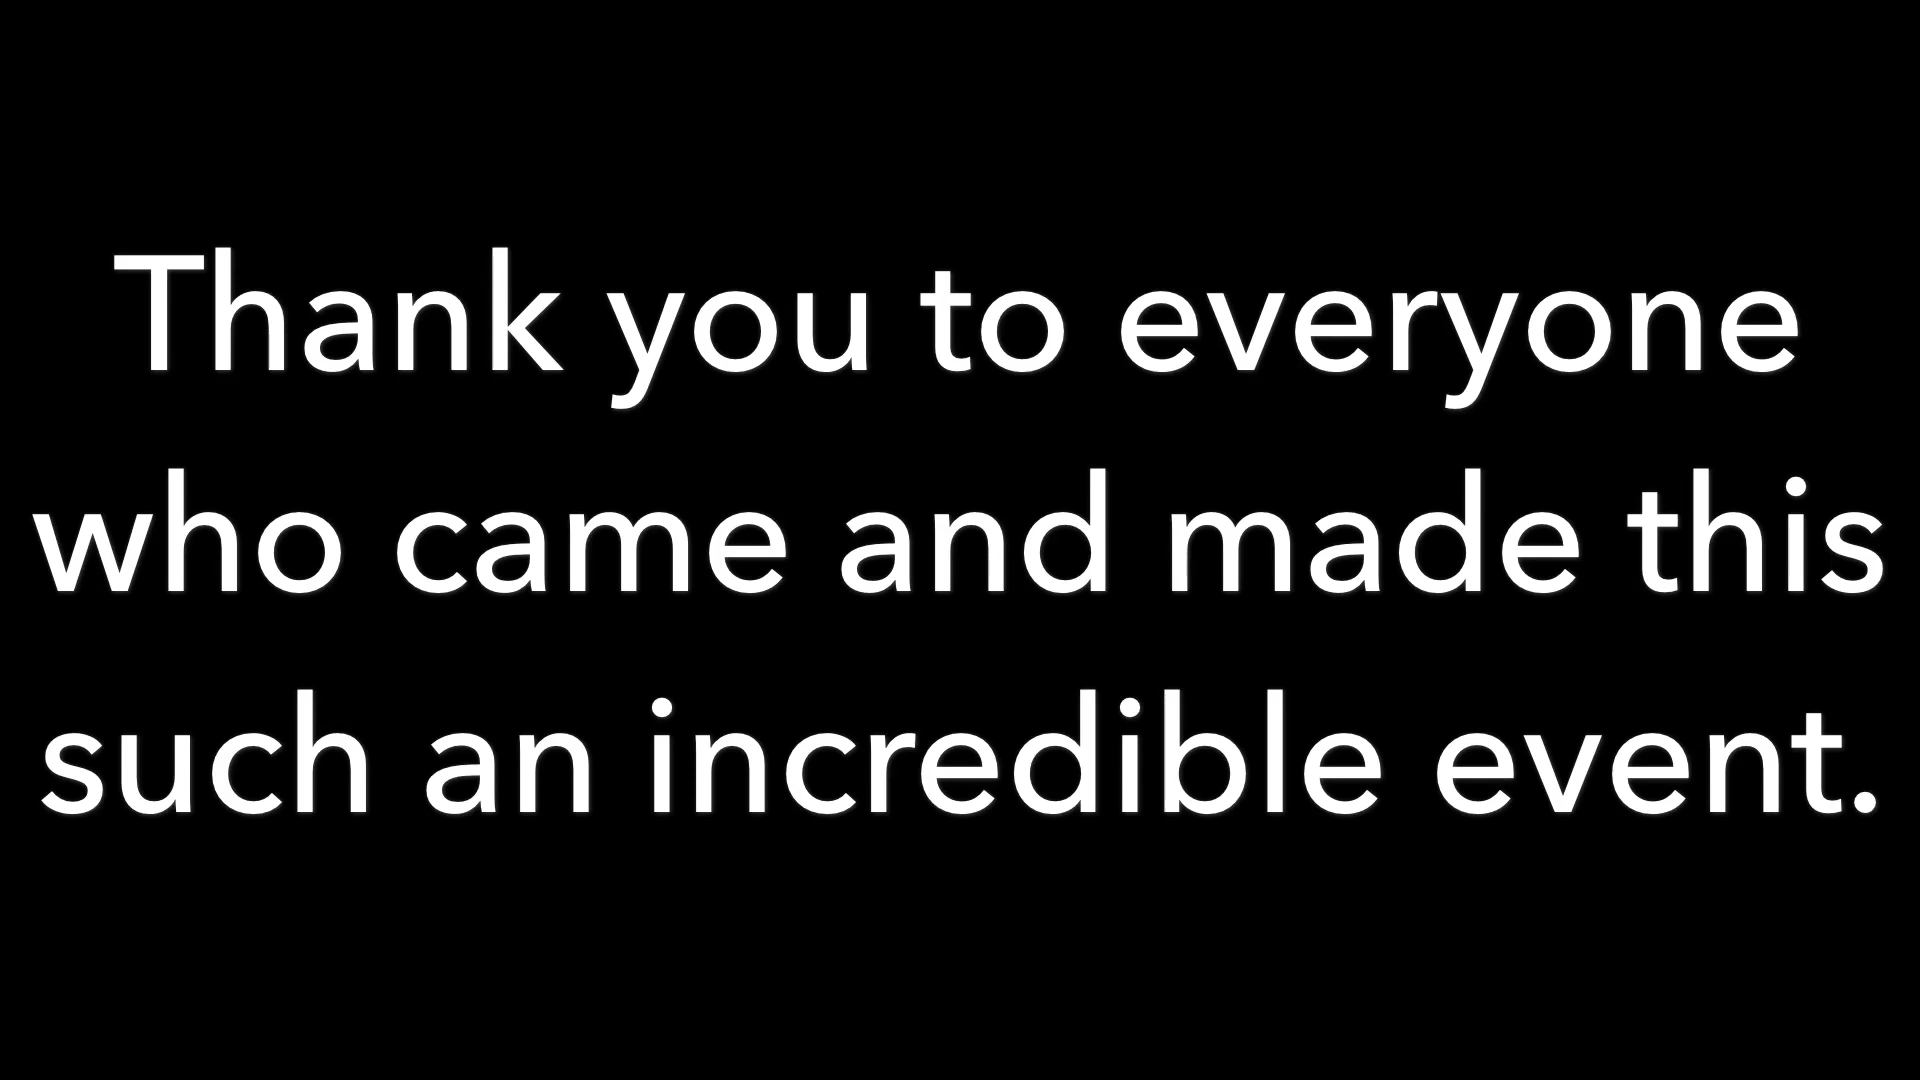 Thank you to everyone
who came and made this
such an incredible event.